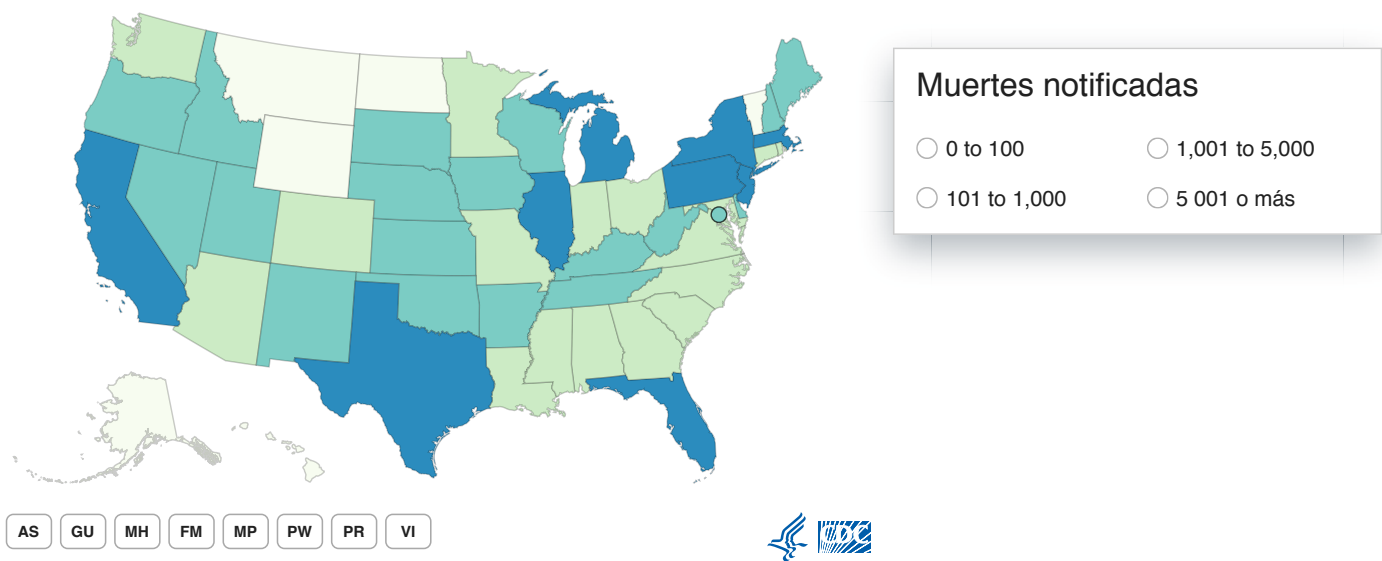 Muertes notificadas
0 to 100
1,001 to 5,000
101 to 1,000
5 001 o más
AS GU MH FM MP PW PR VI
CDC